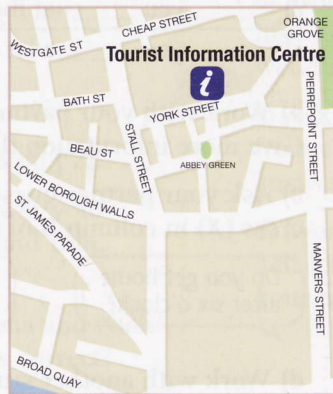 CHEAP STREET
ORANGE
GROVE
WESTGATE ST
Tourist Information Centre
i
BATH ST
YORK STREET
PIERREPOINT STREET
STALL STREET
BEAU ST
ABBEY GREEN
LOWER BOROUGH WALLS
ST JAMES PARADE
MANVERS STREET
BROAD QUAY